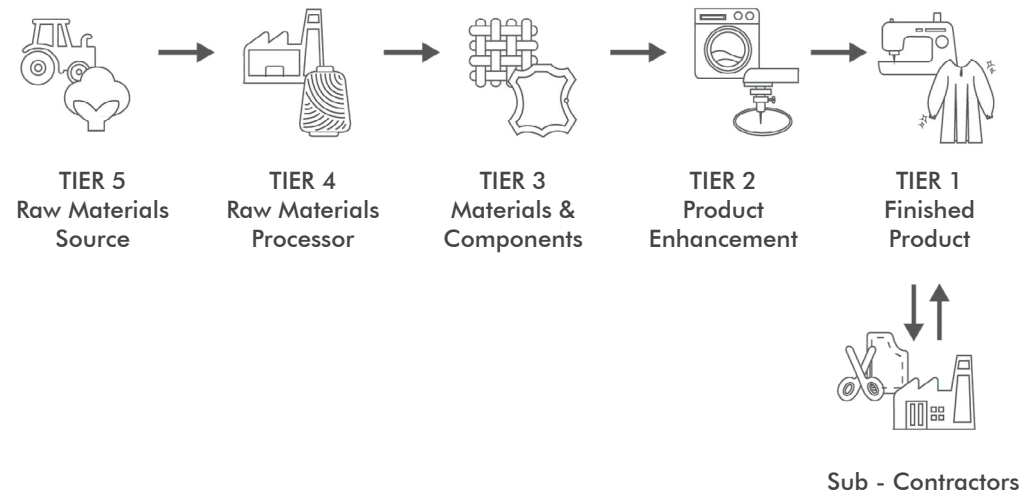 TIER 5
Raw Materials
Source
TIER 4
Raw Materials
Processor
TIER 3
Materials &
Components
TIER 2
Product
Enhancement
TIER 1
Finished
Product
Sub - Contractors